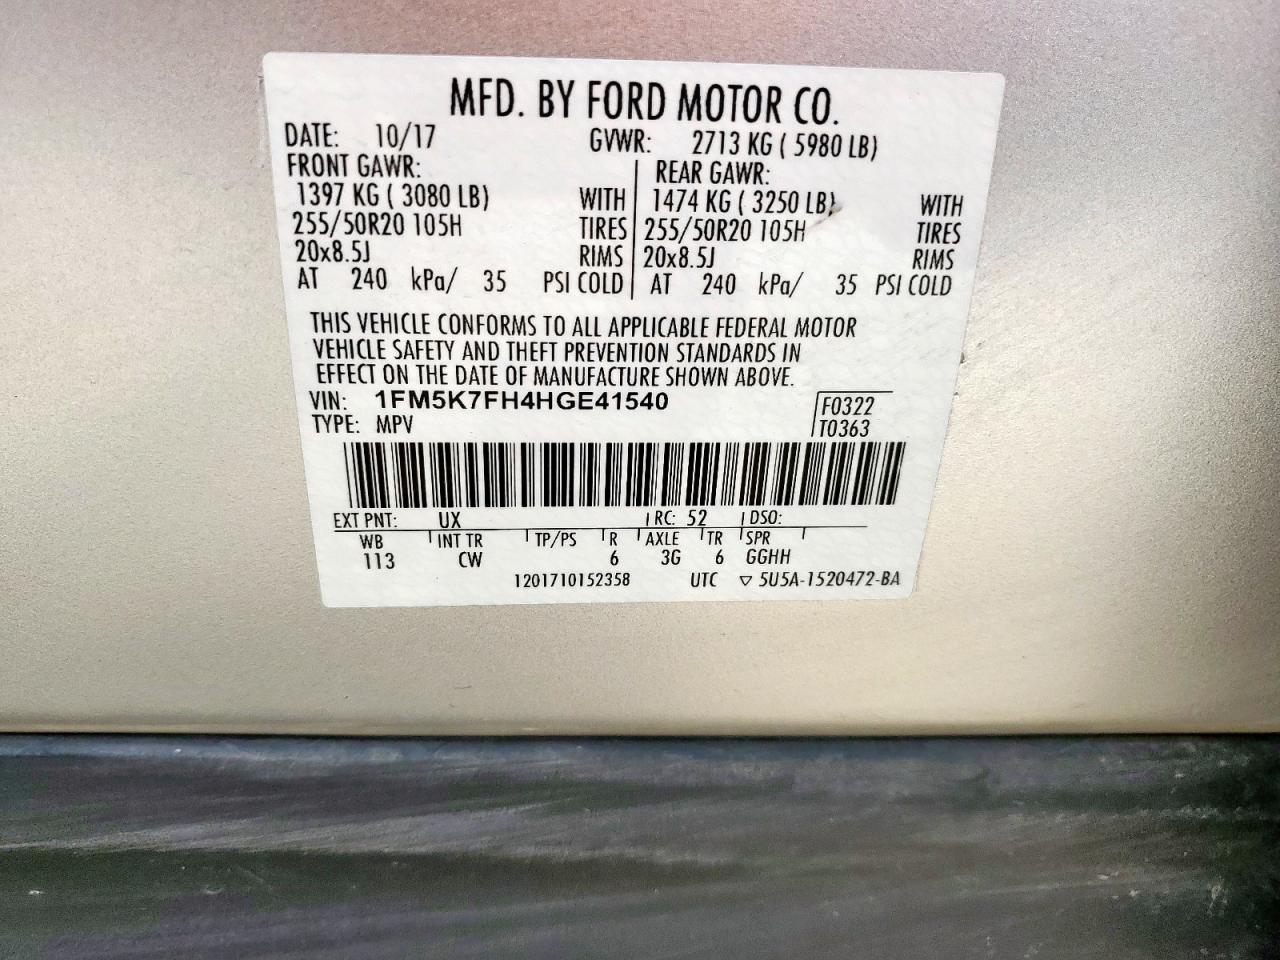 MFD. BY FORD MOTOR CO.
DATE: 10/17 GVWR: 2713 KG ( 5980 LB)
FRONT GAWR: REAR GAWR:
1397 KG ( 3080 LB) WITH 1474 KG ( 3250 LB) WITH
255/50R20 105H TIRES 255/50R20 105H TIRES
20x8.5J RIMS 20x8.5J RIMS
AT 240 kPa/ 35 PSI COLD AT 240 kPa/ 35 PSI COLD
THIS VEHICLE CONFORMS TO ALL APPLICABLE FEDERAL MOTOR
VEHICLE SAFETY AND THEFT PREVENTION STANDARDS IN
EFFECT ON THE DATE OF MANUFACTURE SHOWN ABOVE.
VIN: 1FM5K7FH4HGE41540 F0322
TYPE: MPV T0363
EXT PNT: UX RC: 52 DSO:
WB INT TR TP/PS R AXLE TR SPR
113 CW 6 3G 6 GGHH
1201710152358 UTC ▽ 5U5A-1520472-BA